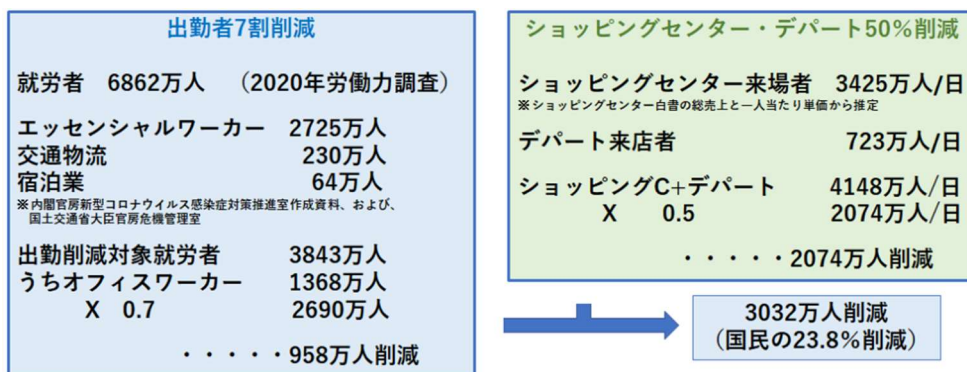 出勤者7割削減
就労者 6862万人 (2020年労働力調査)
エッセンシャルワーカー 2725万人
交通物流 230万人
宿泊業 64万人
※内閣官房新型コロナウイルス感染症対策推進室作成資料、および、
国土交通省大臣官房危機管理室
出勤削減対象就労者 3843万人
うちオフィスワーカー 1368万人
X 0.7 2690万人
・・・・・958万人削減
ショッピングセンター・デパート50%削減
ショッピングセンター来場者 3425万人/日
※ショッピングセンター白書の総売上と一人当たり単価から推定
デパート来店者 723万人/日
ショッピングC+デパート 4148万人/日
X 0.5 2074万人/日
・・・・・2074万人削減
3032万人削減
(国民の23.8%削減)